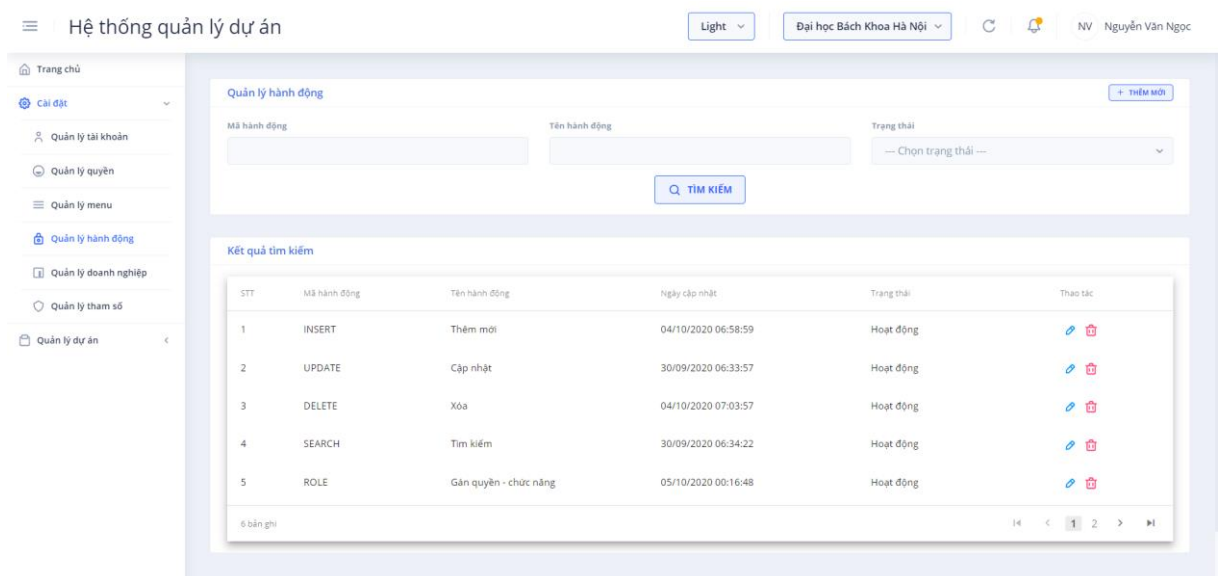 Hệ thống quản lý dự án
Light
Đại học Bách Khoa Hà Nội
NV Nguyễn Văn Ngọc
Trang chủ
Cài đặt
Quản lý tài khoản
Quản lý quyền
Quản lý menu
Quản lý hành động
Quản lý doanh nghiệp
Quản lý tham số
Quản lý dự án
Quản lý hành động
+ THÊM MỚI
Mã hành động Tên hành động Trạng thái
--- Chọn trạng thái ---
TÌM KIẾM
Kết quả tìm kiếm
STT Mã hành động Tên hành động Ngày cập nhật Trạng thái Thao tác
1 INSERT Thêm mới 04/10/2020 06:58:59 Hoạt động
2 UPDATE Cập nhật 30/09/2020 06:33:57 Hoạt động
3 DELETE Xóa 04/10/2020 07:03:57 Hoạt động
4 SEARCH Tìm kiếm 30/09/2020 06:34:22 Hoạt động
5 ROLE Gán quyền - chức năng 05/10/2020 00:16:48 Hoạt động
6 bản ghi 1 2